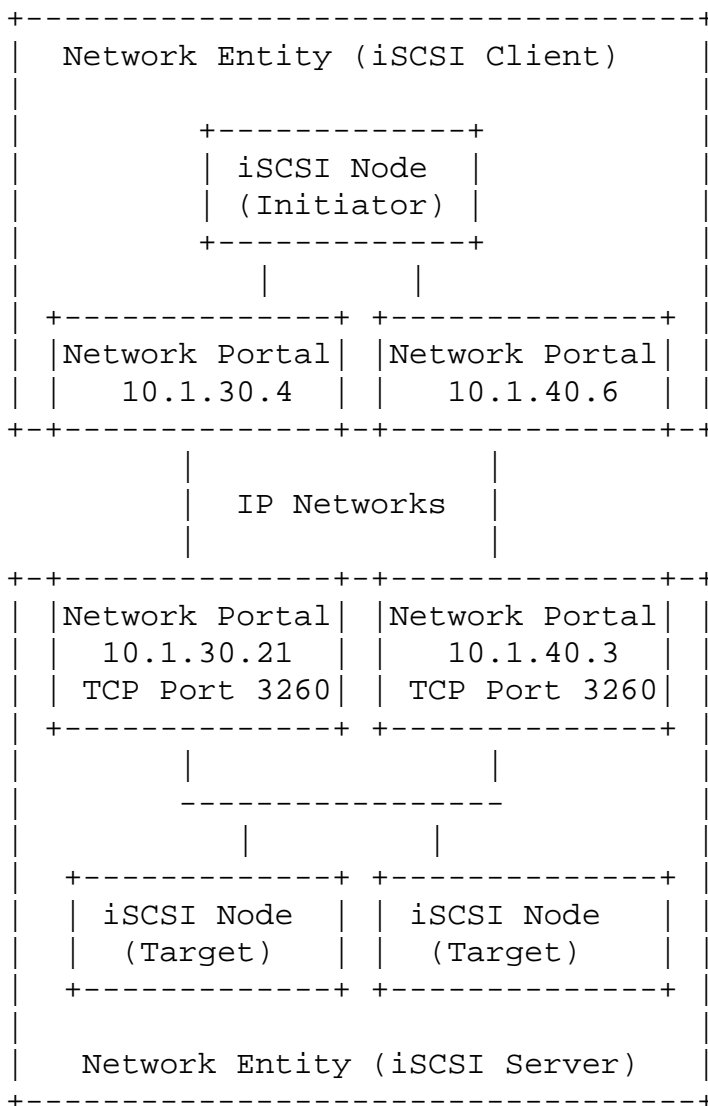 Network Entity (iSCSI Client)
iSCSI Node
(Initiator)
Network Portal Network Portal
10.1.30.4 10.1.40.6
IP Networks
Network Portal Network Portal
10.1.30.21 10.1.40.3
TCP Port 3260 TCP Port 3260
iSCSI Node iSCSI Node
(Target) (Target)
Network Entity (iSCSI Server)